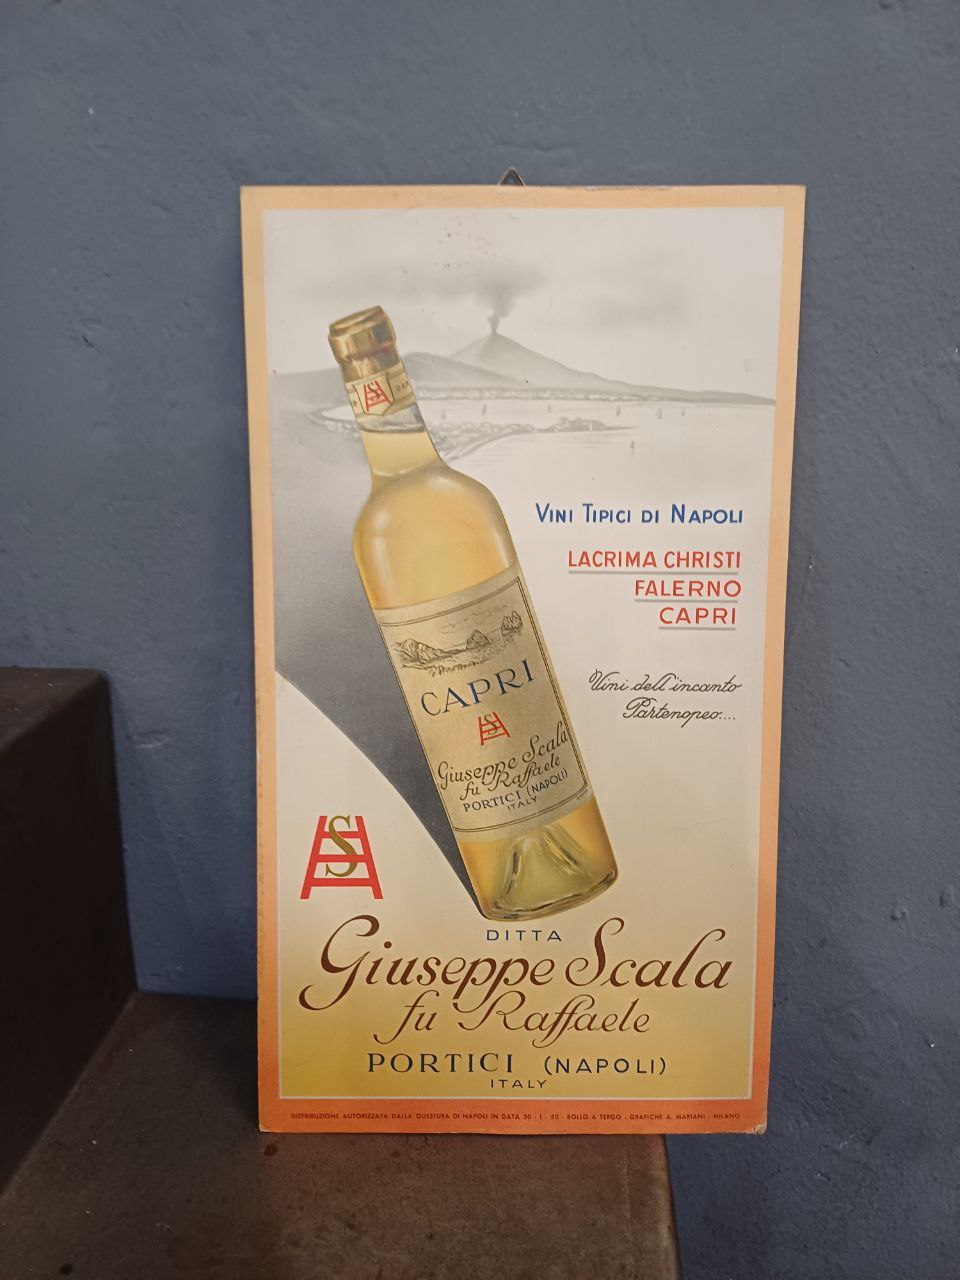 DAN
S
VINI TIPICI DI NAPOLI
LACRIMA CHRISTI
FALERNO
CAPRI
Vini dell'incanto
Partenopeo....
CAPRI
S
Giuseppe Scala
fu Raffaele
PORTICI (NAPOLI)
ITALY
S
DITTA
Giuseppe Scala
fu Raffaele
PORTICI (NAPOLI)
ITALY
DISTRIBUZIONE AUTORIZZATA DALLA QUESTURA DI NAPOLI IN DATA 30 - 1 - 50 - BOLLO A TERGO - GRAFICHE A. MARIANI - MILANO